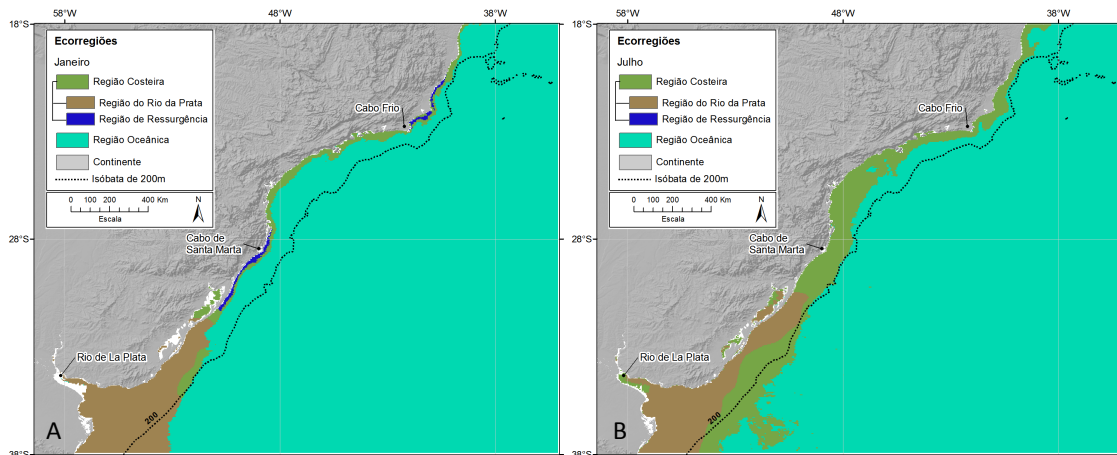 58°W 48°W 38°W
18°S
Ecorregiões
Janeiro
Região Costeira
Região do Rio da Prata
Região de Ressurgência
Região Oceânica
Continente
Isóbata de 200m
0 100 200 400 Km
Escala
N
Cabo Frio
28°S
Cabo de
Santa Marta
Rio de La Plata
200
A
38°S
58°W 48°W 38°W
18°S
Ecorregiões
Julho
Região Costeira
Região do Rio da Prata
Região de Ressurgência
Região Oceânica
Continente
Isóbata de 200m
0 100 200 400 Km
Escala
N
Cabo Frio
28°S
Cabo de
Santa Marta
Rio de La Plata
200
B
38°S